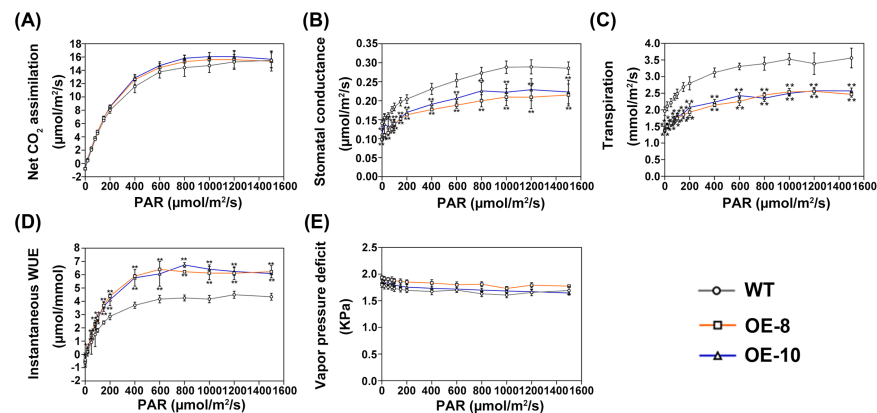 (A)
Net CO2 assimilation
(µmol/m²/s)
18
16
14
12
10
8
6
4
2
0
-2
0 200 400 600 800 1000 1200 1400 1600
PAR (µmol/m²/s)
(B)
Stomatal conductance
(µmol/m²/s)
0.35
0.30
0.25
0.20
0.15
0.10
0.00
0 200 400 600 800 1000 1200 1400 1600
PAR (µmol/m²/s)
(C)
Transpiration
(mmol/m²/s)
4.0
3.5
3.0
2.5
2.0
1.5
1.0
0.0
0 200 400 600 800 1000 1200 1400 1600
PAR (µmol/m²/s)
(D)
Instantaneous WUE
(µmol/mmol)
8
7
6
5
4
3
2
1
0
-1
-2
0 200 400 600 800 1000 1200 1400 1600
PAR (µmol/m²/s)
(E)
Vapor pressure deficit
(KPa)
2.5
2.0
1.5
1.0
0.0
0 200 400 600 800 1000 1200 1400 1600
PAR (µmol/m²/s)
WT
OE-8
OE-10